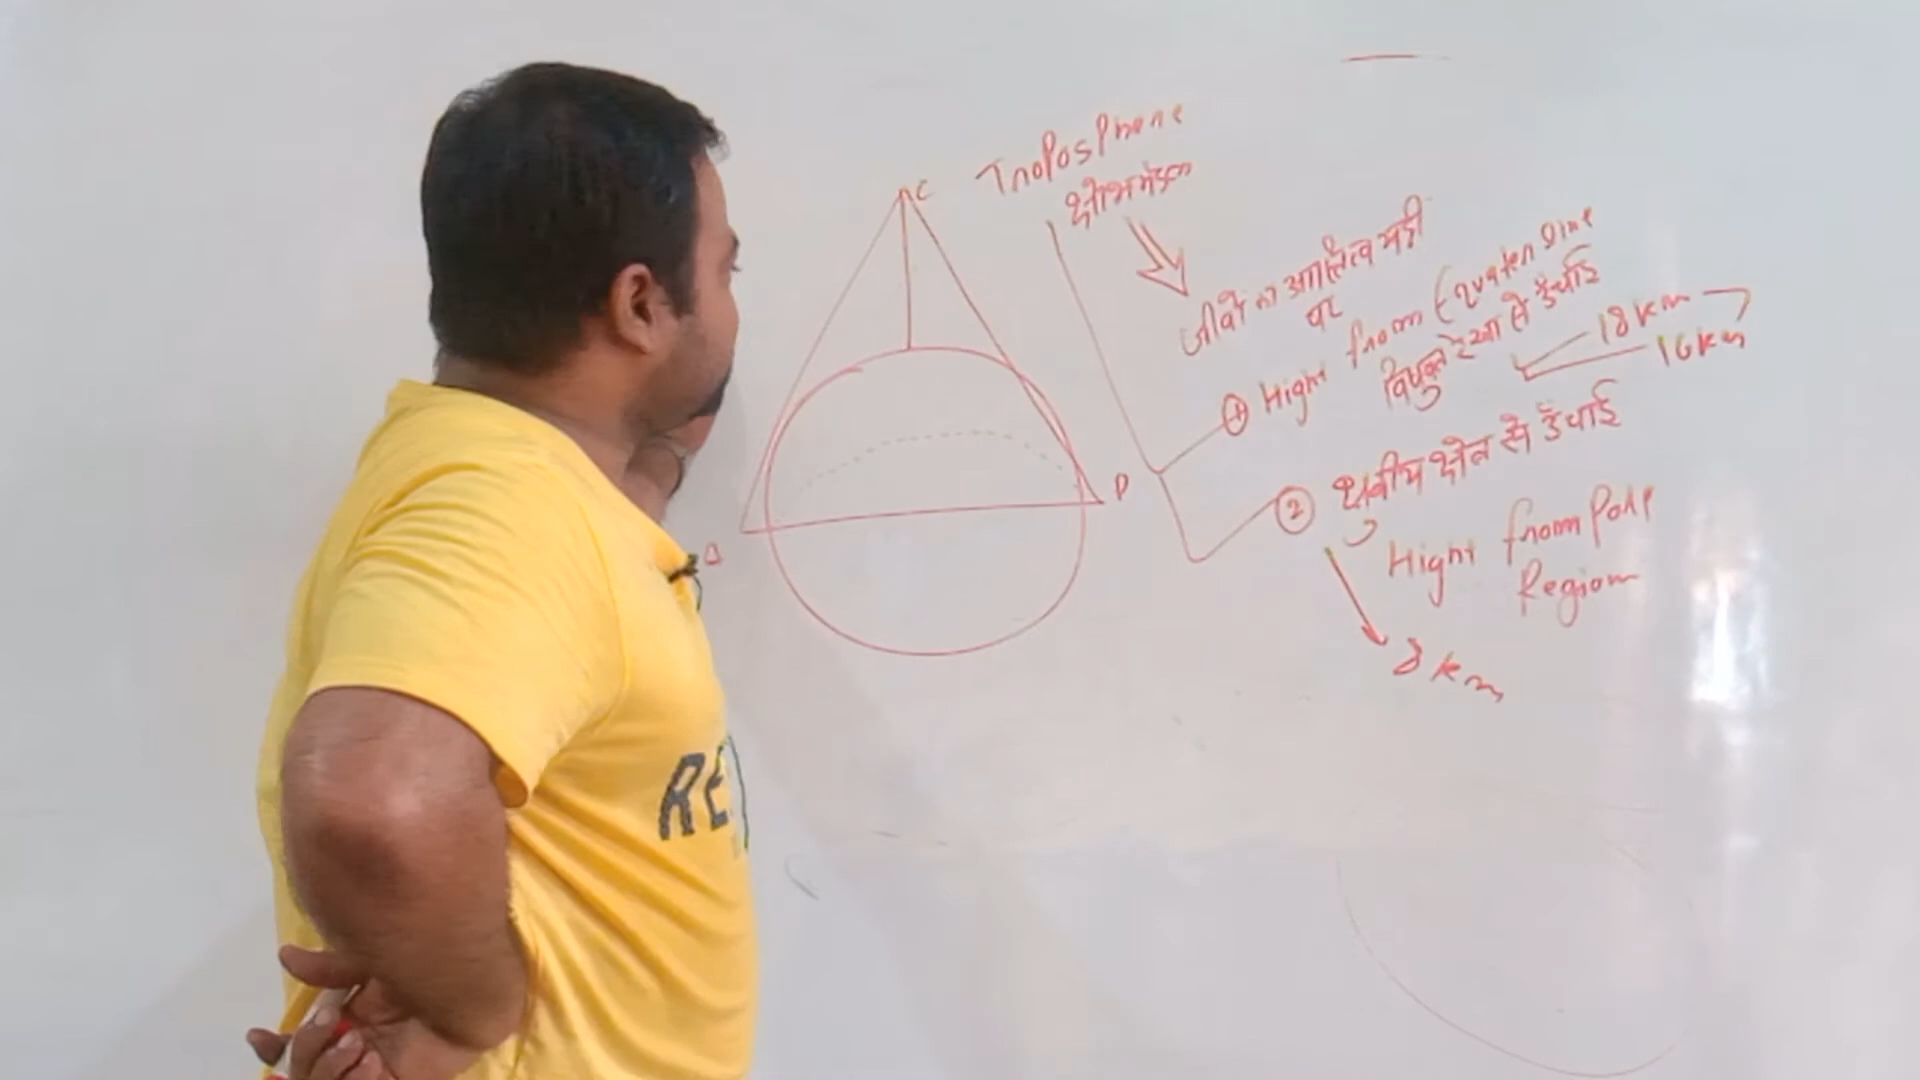 C
Troposphere
क्षोभमंडल
जीवों का अस्तित्व यही
पर
① Hight from Equater line
विषुवत रेखा से ऊँचाई
18 km
16 km
② ध्रुवीय क्षेत्र से ऊँचाई
Hight from Pole
Region
8 km
D
RE